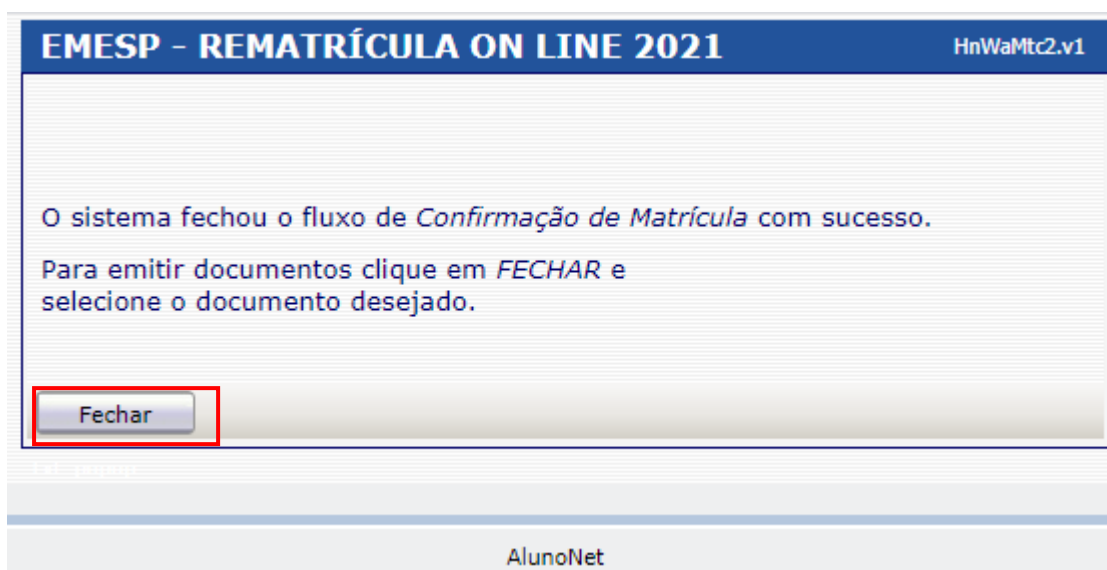 EMESP - REMATRÍCULA ON LINE 2021 HnWaMtc2.v1
O sistema fechou o fluxo de Confirmação de Matrícula com sucesso.
Para emitir documentos clique em FECHAR e
selecione o documento desejado.
Fechar
AlunoNet